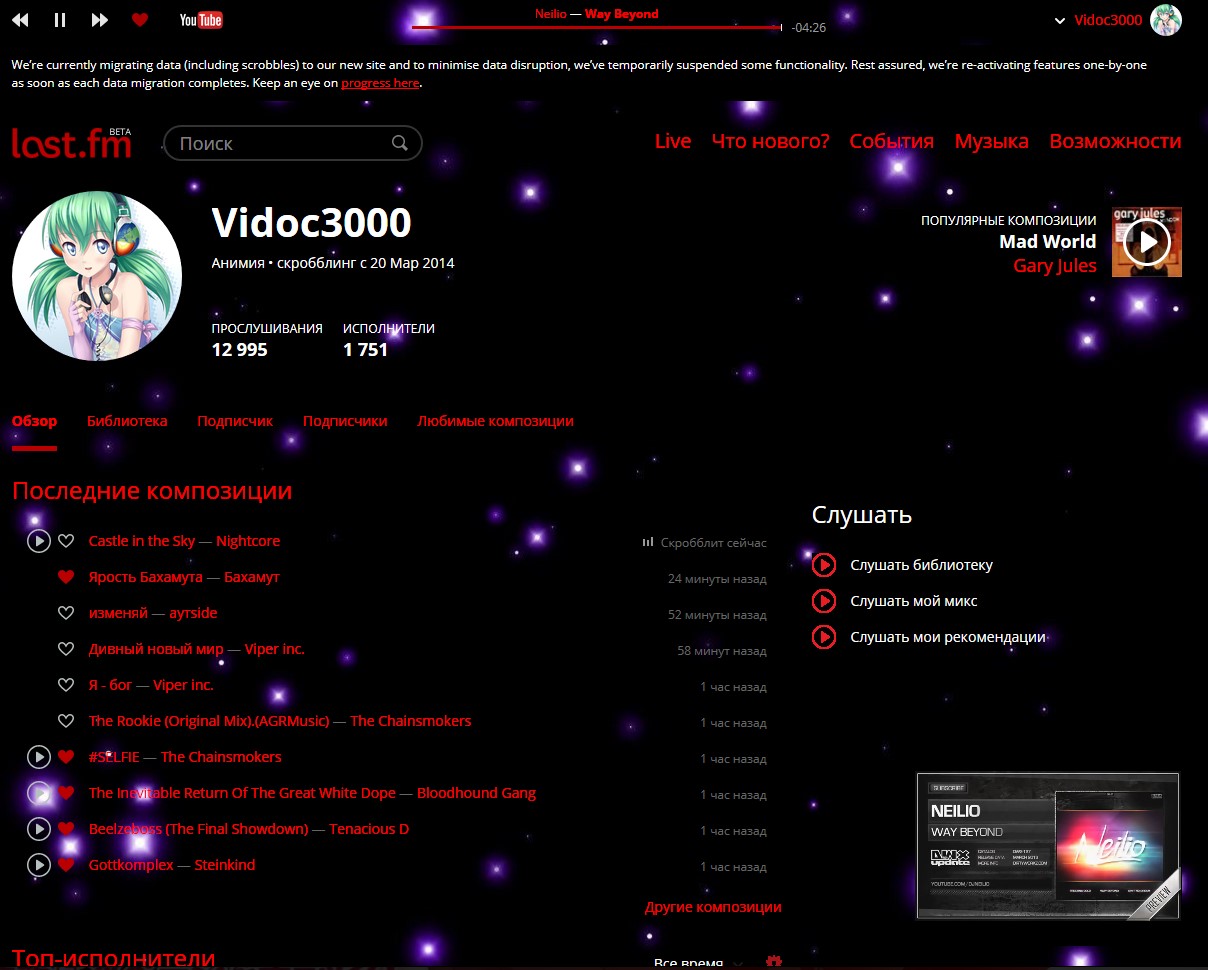 You Tube
Neilio — Way Beyond
-04:26
Vidoc3000
We're currently migrating data (including scrobbles) to our new site and to minimise data disruption, we've temporarily suspended some functionality. Rest assured, we're re-activating features one-by-one
as soon as each data migration completes. Keep an eye on progress here.
last.fm BETA
Поиск
Live Что нового? События Музыка Возможности
Vidoc3000
Анимия • скробблинг с 20 Мар 2014
ПРОСЛУШИВАНИЯ ИСПОЛНИТЕЛИ
12 995 1 751
ПОПУЛЯРНЫЕ КОМПОЗИЦИИ
Mad World
Gary Jules
gary jules
Обзор Библиотека Подписчик Подписчики Любимые композиции
Последние композиции
Castle in the Sky — Nightcore Скробблит сейчас
Ярость Бахамута — Бахамут 24 минуты назад
изменяй — аутside 52 минуты назад
Дивный новый мир — Viper inc. 58 минут назад
Я - бог — Viper inc. 1 час назад
The Rookie (Original Mix).(AGRMusic) — The Chainsmokers 1 час назад
#SELFIE — The Chainsmokers 1 час назад
The Inevitable Return Of The Great White Dope — Bloodhound Gang 1 час назад
Beelzeboss (The Final Showdown) — Tenacious D 1 час назад
Gottkomplex — Steinkind 1 час назад
Другие композиции
Слушать
Слушать библиотеку
Слушать мой микс
Слушать мои рекомендации
SUBSCRIBE
NEILIO
WAY BEYOND
YOUTUBE.COM/DJNEILIO
Neilio
PREVIEW
Топ-исполнители
Все время